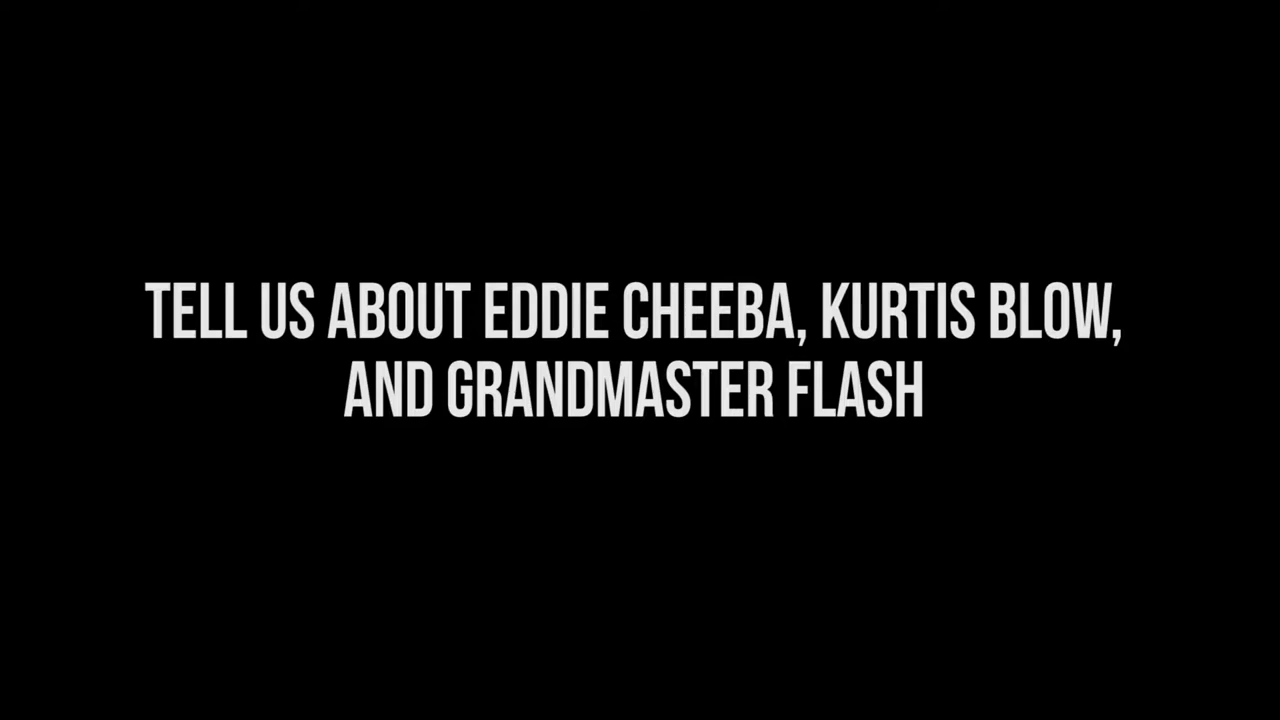 TELL US ABOUT EDDIE CHEEBA, KURTIS BLOW,
AND GRANDMASTER FLASH